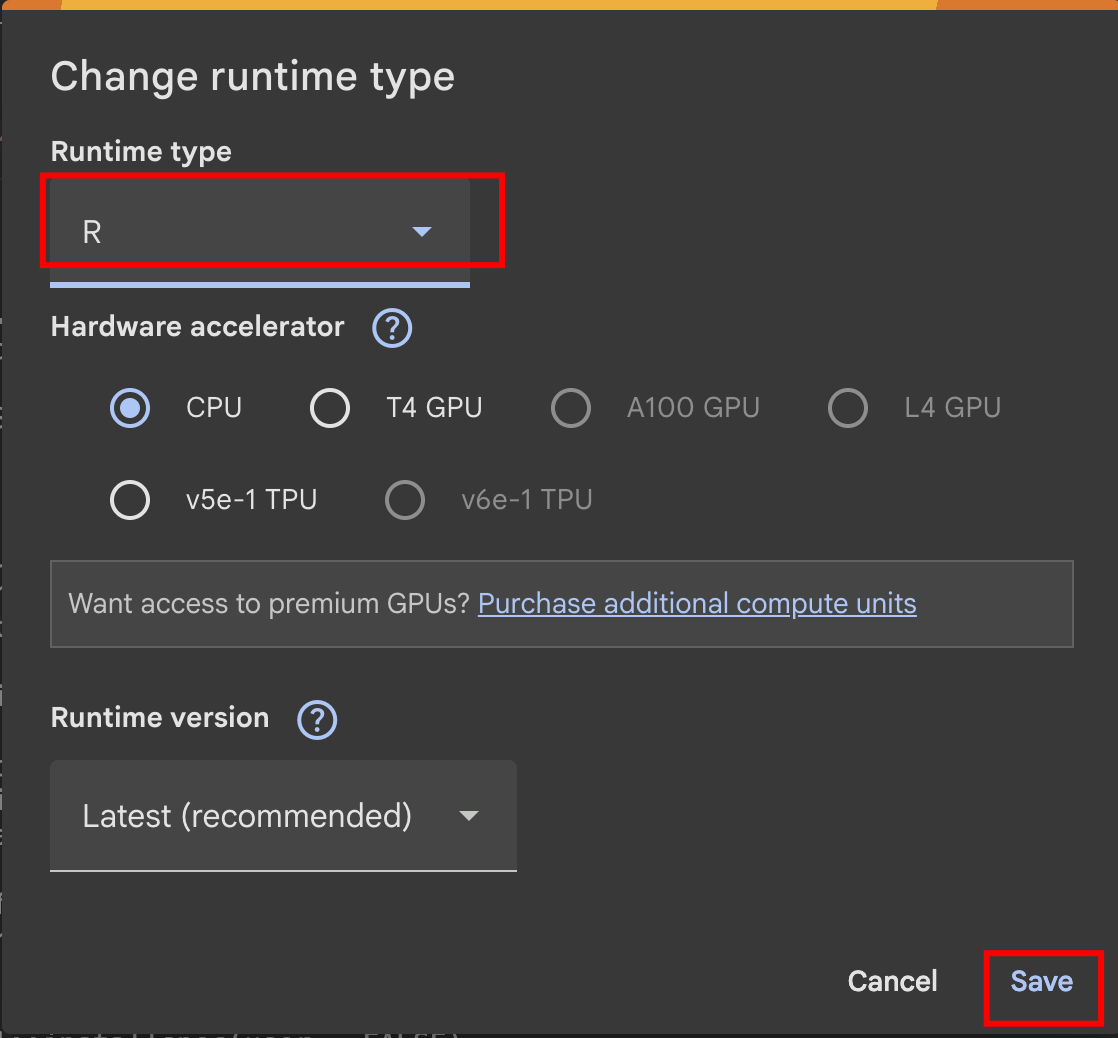 Change runtime type
Runtime type
R
Hardware accelerator ?
CPU T4 GPU A100 GPU L4 GPU
v5e-1 TPU v6e-1 TPU
Want access to premium GPUs? Purchase additional compute units
Runtime version ?
Latest (recommended)
Cancel Save